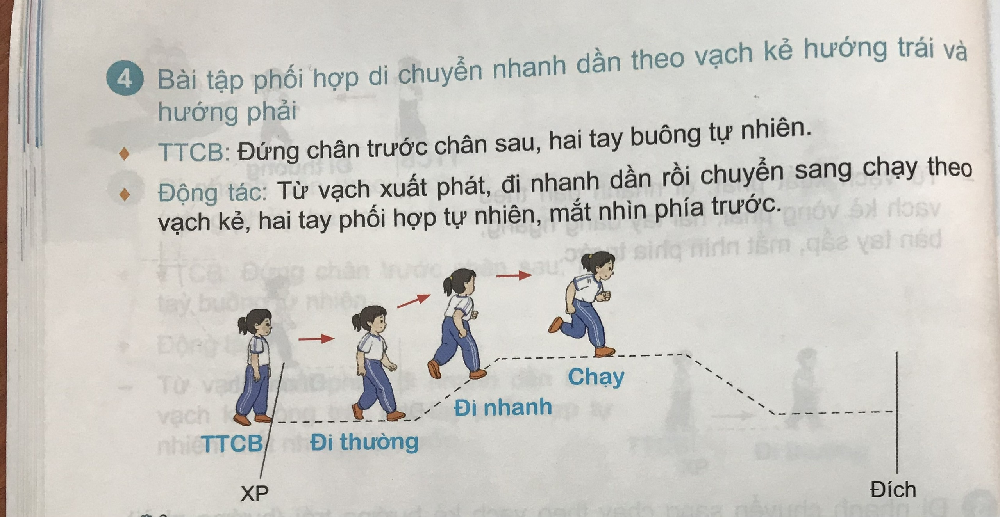 4 Bài tập phối hợp di chuyển nhanh dần theo vạch kẻ hướng trái và
hướng phải
♦ TTCB: Đứng chân trước chân sau, hai tay buông tự nhiên.
♦ Động tác: Từ vạch xuất phát, đi nhanh dần rồi chuyển sang chạy theo
vạch kẻ, hai tay phối hợp tự nhiên, mắt nhìn phía trước.
Chạy
Đi nhanh
TTCB Đi thường
XP Đích